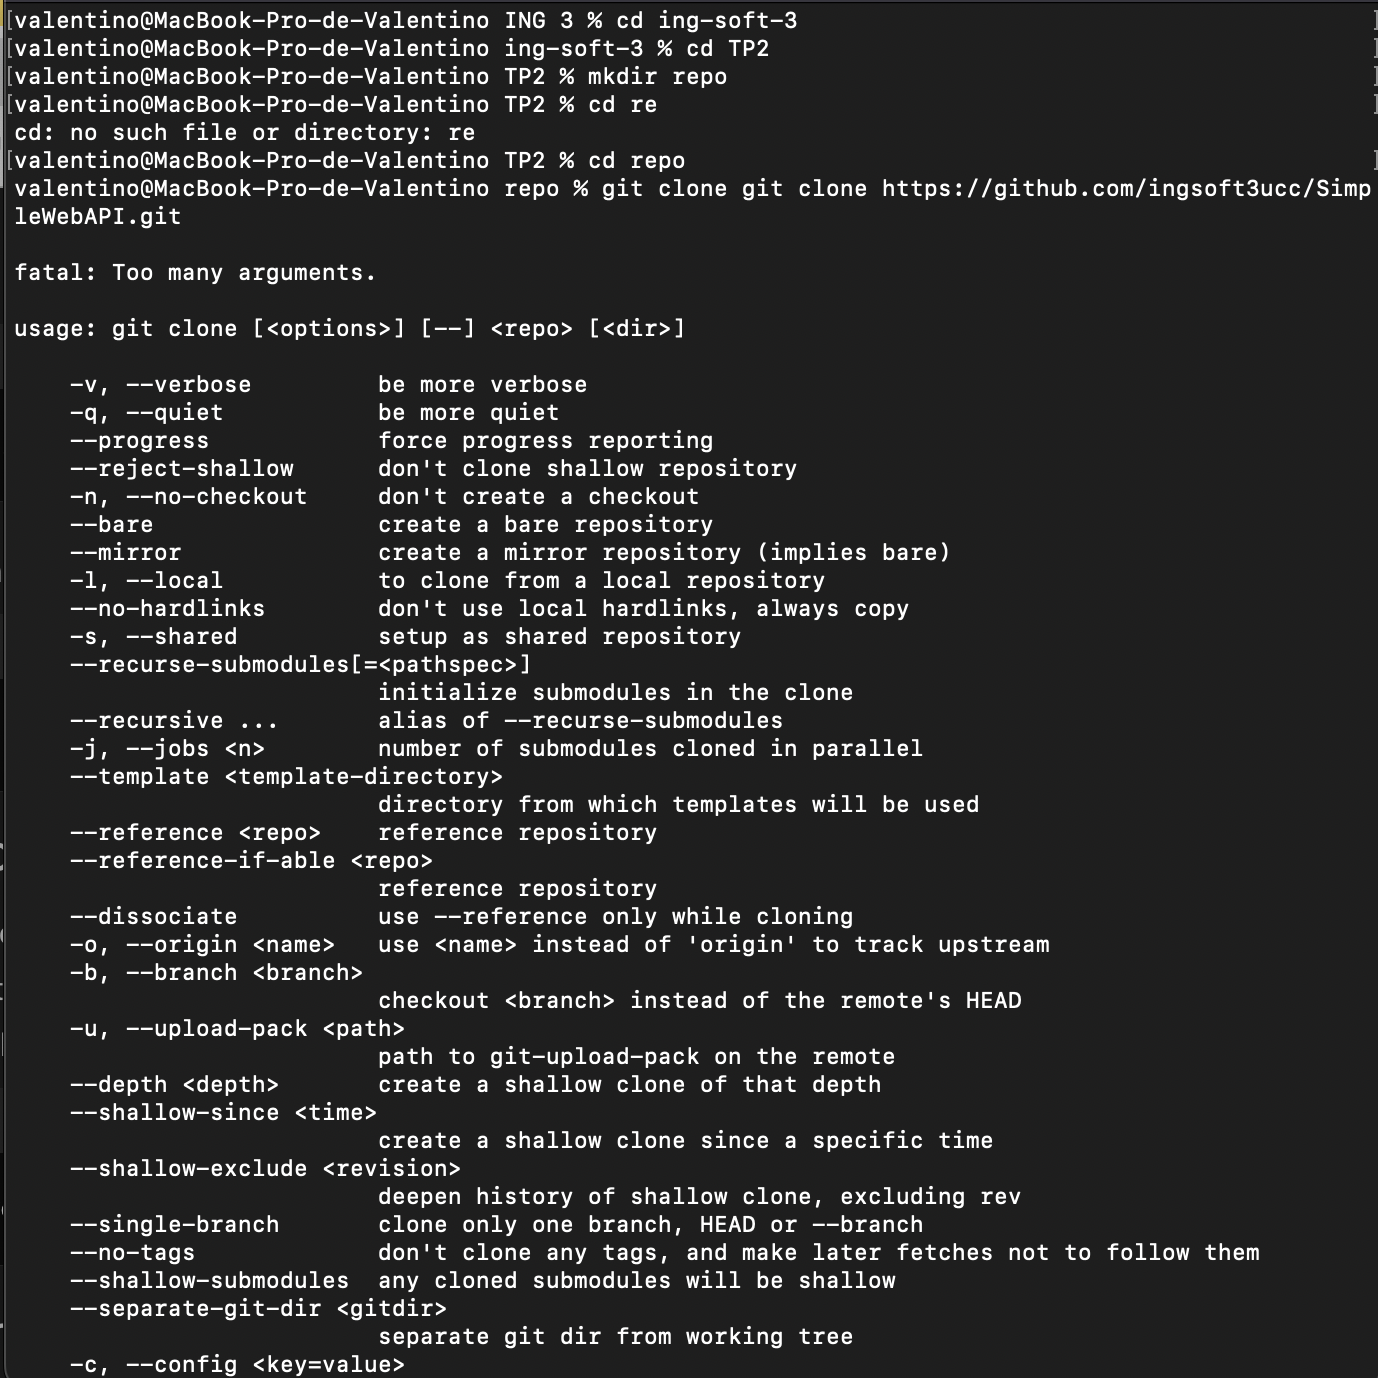 [valentino@MacBook-Pro-de-Valentino ING 3 % cd ing-soft-3 ]
[valentino@MacBook-Pro-de-Valentino ing-soft-3 % cd TP2 ]
[valentino@MacBook-Pro-de-Valentino TP2 % mkdir repo ]
[valentino@MacBook-Pro-de-Valentino TP2 % cd re ]
cd: no such file or directory: re
[valentino@MacBook-Pro-de-Valentino TP2 % cd repo ]
valentino@MacBook-Pro-de-Valentino repo % git clone git clone https://github.com/ingsoft3ucc/Simp
leWebAPI.git
fatal: Too many arguments.
usage: git clone [<options>] [--] <repo> [<dir>]
-v, --verbose be more verbose
-q, --quiet be more quiet
--progress force progress reporting
--reject-shallow don't clone shallow repository
-n, --no-checkout don't create a checkout
--bare create a bare repository
--mirror create a mirror repository (implies bare)
-l, --local to clone from a local repository
--no-hardlinks don't use local hardlinks, always copy
-s, --shared setup as shared repository
--recurse-submodules[=<pathspec>]
initialize submodules in the clone
--recursive ... alias of --recurse-submodules
-j, --jobs <n> number of submodules cloned in parallel
--template <template-directory>
directory from which templates will be used
--reference <repo> reference repository
--reference-if-able <repo>
reference repository
--dissociate use --reference only while cloning
-o, --origin <name> use <name> instead of 'origin' to track upstream
-b, --branch <branch>
checkout <branch> instead of the remote's HEAD
-u, --upload-pack <path>
path to git-upload-pack on the remote
--depth <depth> create a shallow clone of that depth
--shallow-since <time>
create a shallow clone since a specific time
--shallow-exclude <revision>
deepen history of shallow clone, excluding rev
--single-branch clone only one branch, HEAD or --branch
--no-tags don't clone any tags, and make later fetches not to follow them
--shallow-submodules any cloned submodules will be shallow
--separate-git-dir <gitdir>
separate git dir from working tree
-c, --config <key=value>